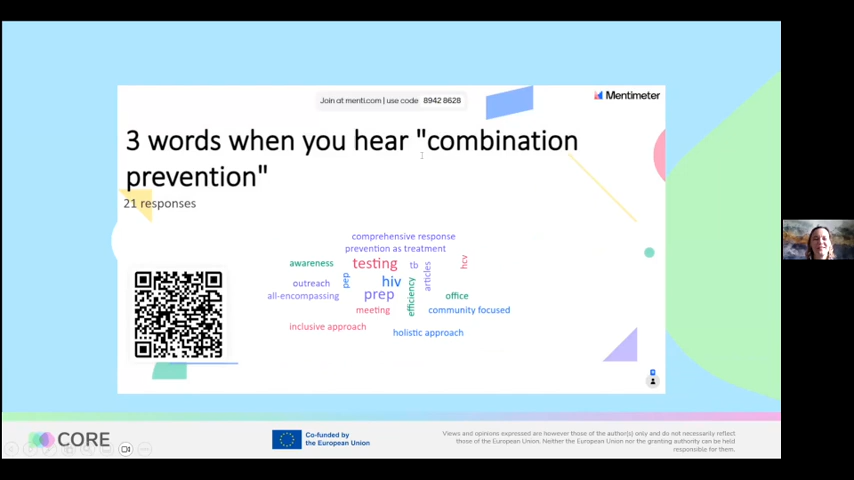 Join at menti.com | use code 8942 8628
Mentimeter
3 words when you hear "combination
prevention"
21 responses
comprehensive response
prevention as treatment
awareness
testing
tb
hcv
articles
outreach
pep
hiv
all-encompassing
prep
efficiency
office
meeting
community focused
inclusive approach
holistic approach
CORE
Co-funded by
the European Union
Views and opinions expressed are however those of the author(s) only and do not necessarily reflect
those of the European Union. Neither the European Union nor the granting authority can be held
responsible for them.